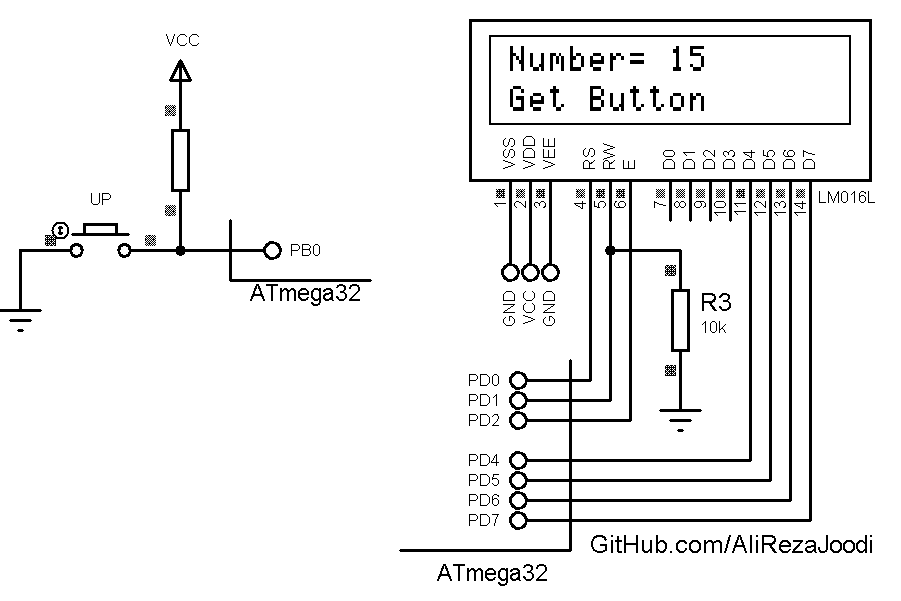 VCC
UP
PB0
ATmega32
Number= 15
Get Button
VSS
VDD
VEE
RS
RW
E
D0
D1
D2
D3
D4
D5
D6
D7
1
2
3
4
5
6
7
8
9
10
11
12
13
14
LM016L
GND
VCC
GND
R3
10k
PD0
PD1
PD2
PD4
PD5
PD6
PD7
GitHub.com/AliRezaJoodi
ATmega32